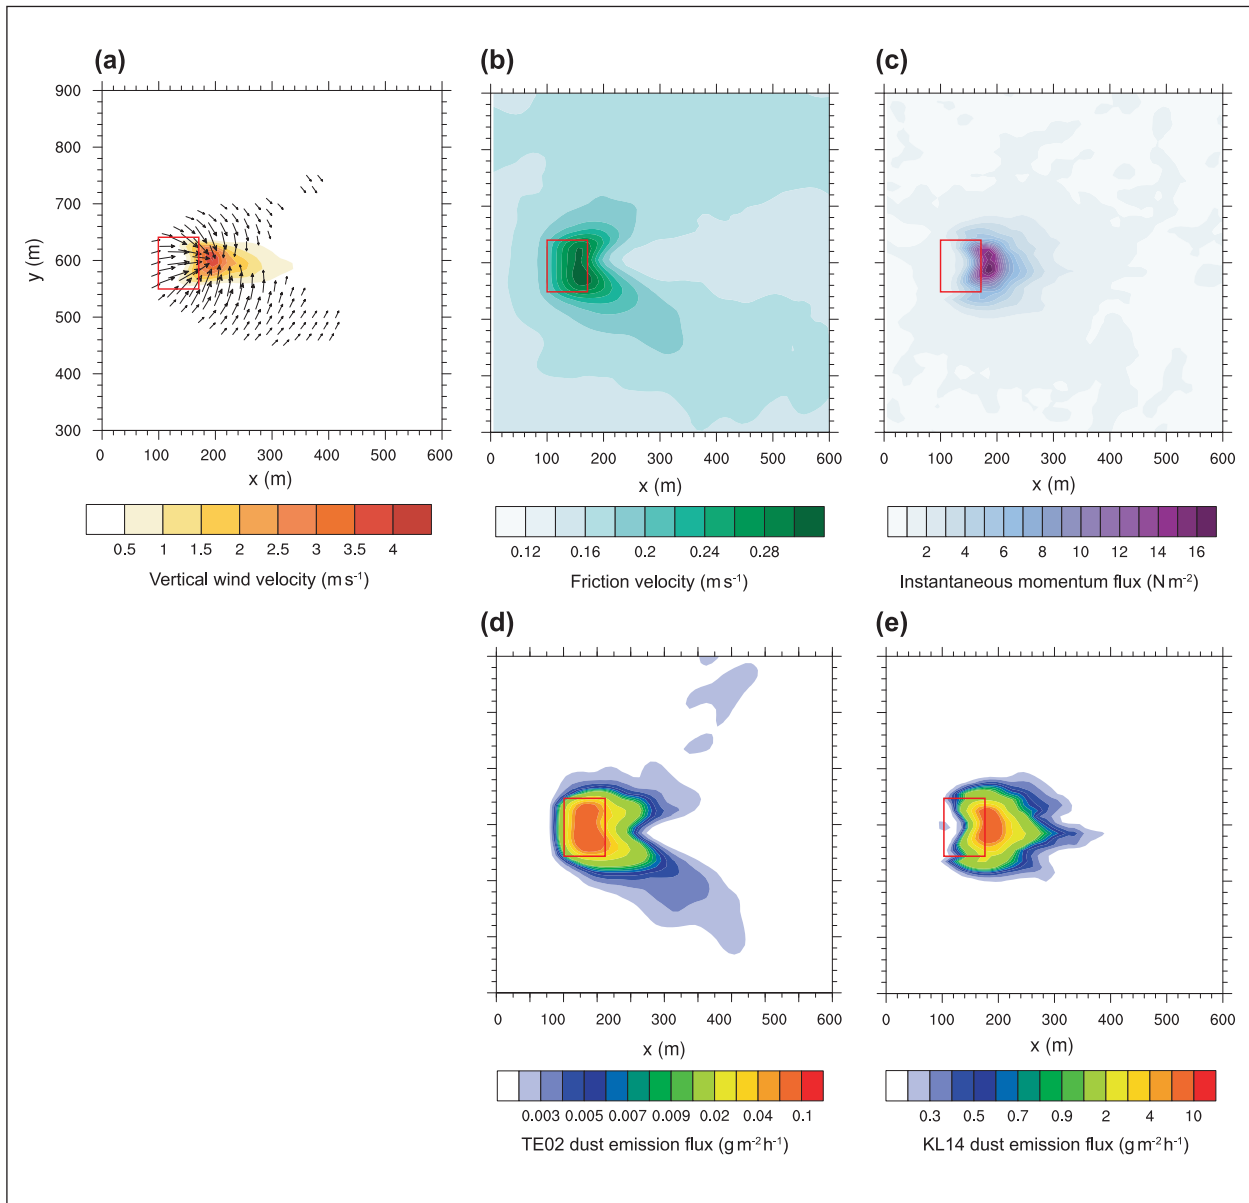 (a)
(b)
(c)
900
800
700
600
500
400
300
y (m)
0 100 200 300 400 500 600
0 100 200 300 400 500 600
0 100 200 300 400 500 600
x (m)
x (m)
x (m)
0.5 1 1.5 2 2.5 3 3.5 4
0.12 0.16 0.2 0.24 0.28
2 4 6 8 10 12 14 16
Vertical wind velocity (m s⁻¹)
Friction velocity (m s⁻¹)
Instantaneous momentum flux (N m⁻²)
(d)
(e)
0 100 200 300 400 500 600
0 100 200 300 400 500 600
x (m)
x (m)
0.003 0.005 0.007 0.009 0.02 0.04 0.1
0.3 0.5 0.7 0.9 2 4 10
TE02 dust emission flux (g m⁻² h⁻¹)
KL14 dust emission flux (g m⁻² h⁻¹)